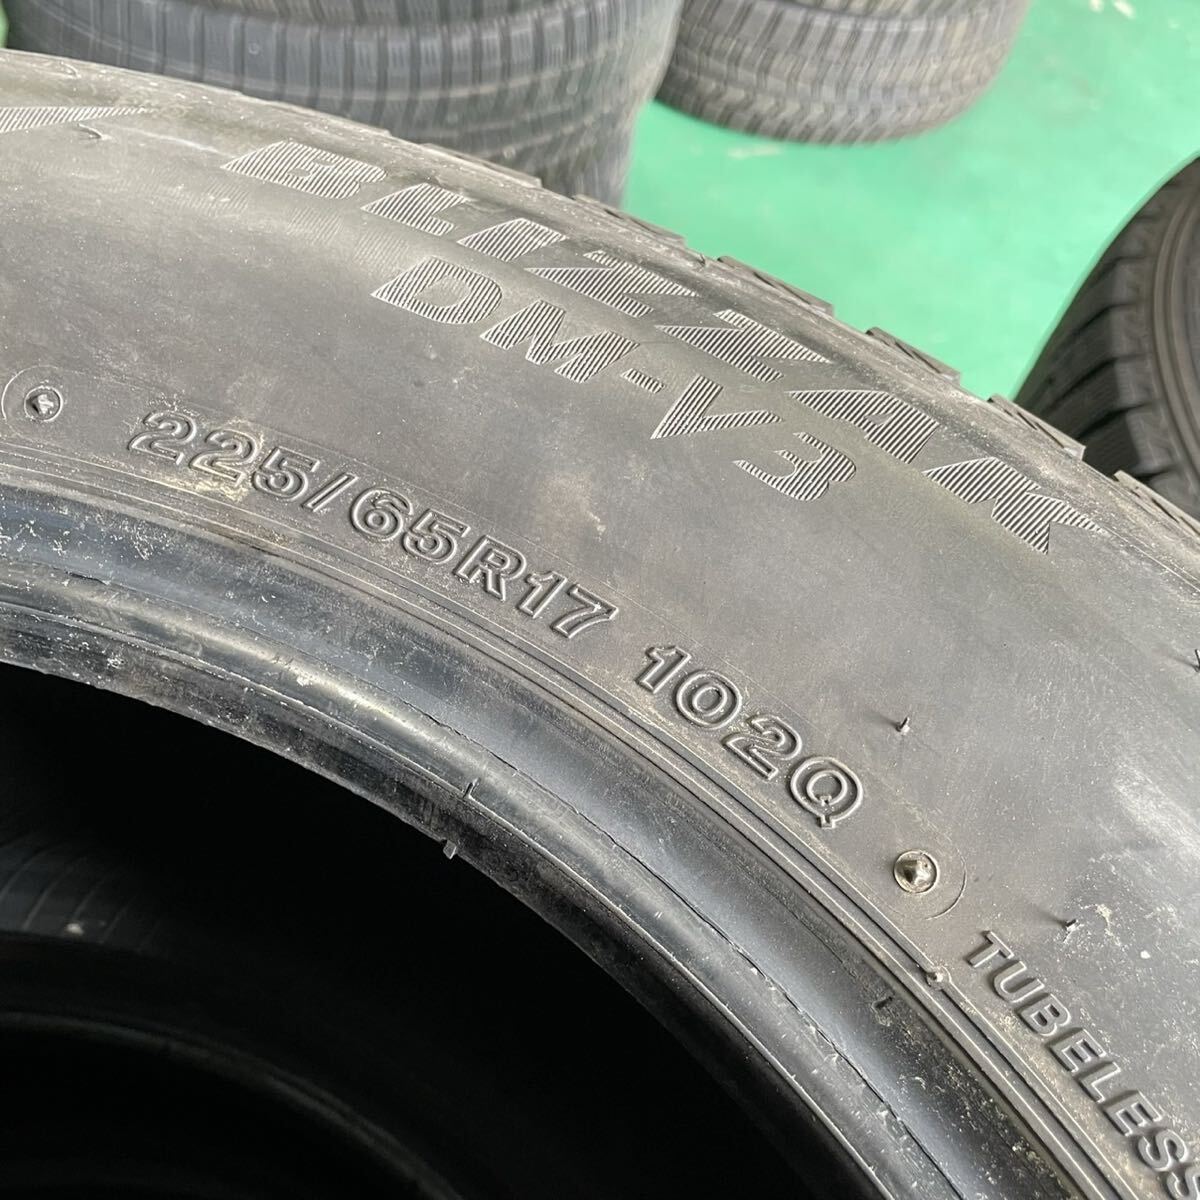 BLIZZAK
DM-V3
225/65R17 102Q
TUBELESS